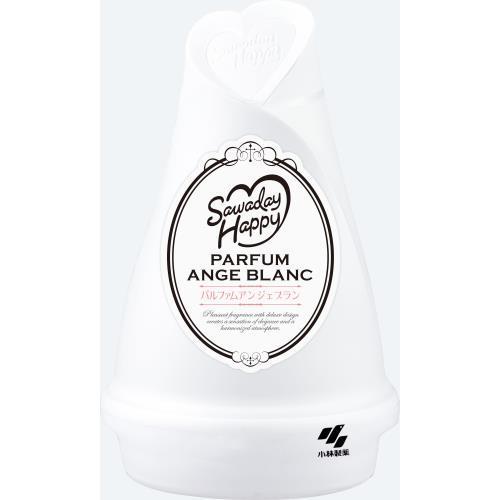 Sawaday
Happy
Sawaday
Happy
PARFUM
ANGE BLANC
パルファムアンジェブラン
Pleasant fragrance with deluxe design
creates a sensation of elegance and a
harmonized atmosphere.
小林製薬